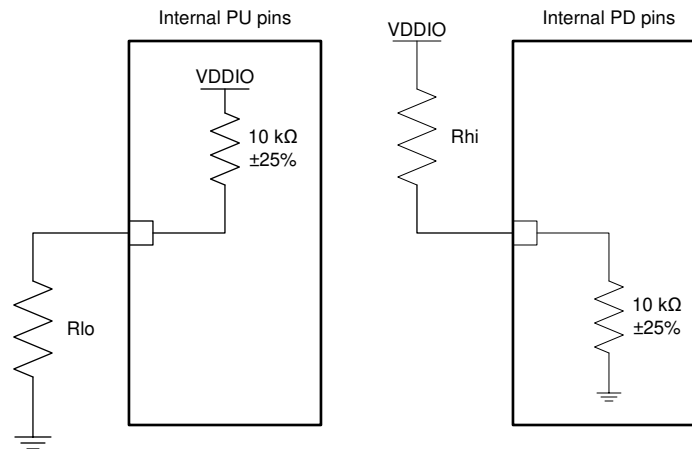 Internal PU pins
VDDIO
10 kΩ
±25%
Rlo
Internal PD pins
VDDIO
Rhi
10 kΩ
±25%